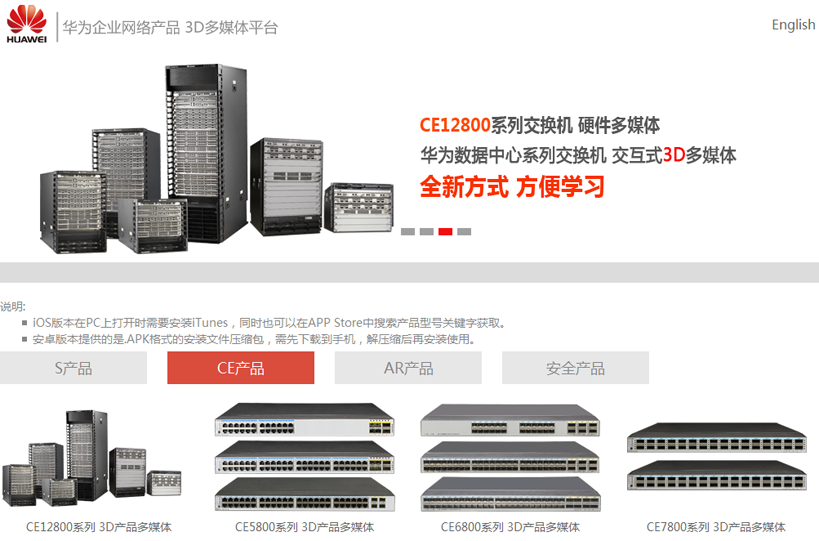 HUAWEI
华为企业网络产品 3D多媒体平台
English
CE12800系列交换机 硬件多媒体
华为数据中心系列交换机 交互式3D多媒体
全新方式 方便学习
说明:
iOS版本在PC上打开时需要安装iTunes，同时也可以在APP Store中搜索产品型号关键字获取。
安卓版本提供的是.APK格式的安装文件压缩包，需先下载到手机，解压缩后再安装使用。
S产品
CE产品
AR产品
安全产品
CE12800系列 3D产品多媒体
CE5800系列 3D产品多媒体
CE6800系列 3D产品多媒体
CE7800系列 3D产品多媒体